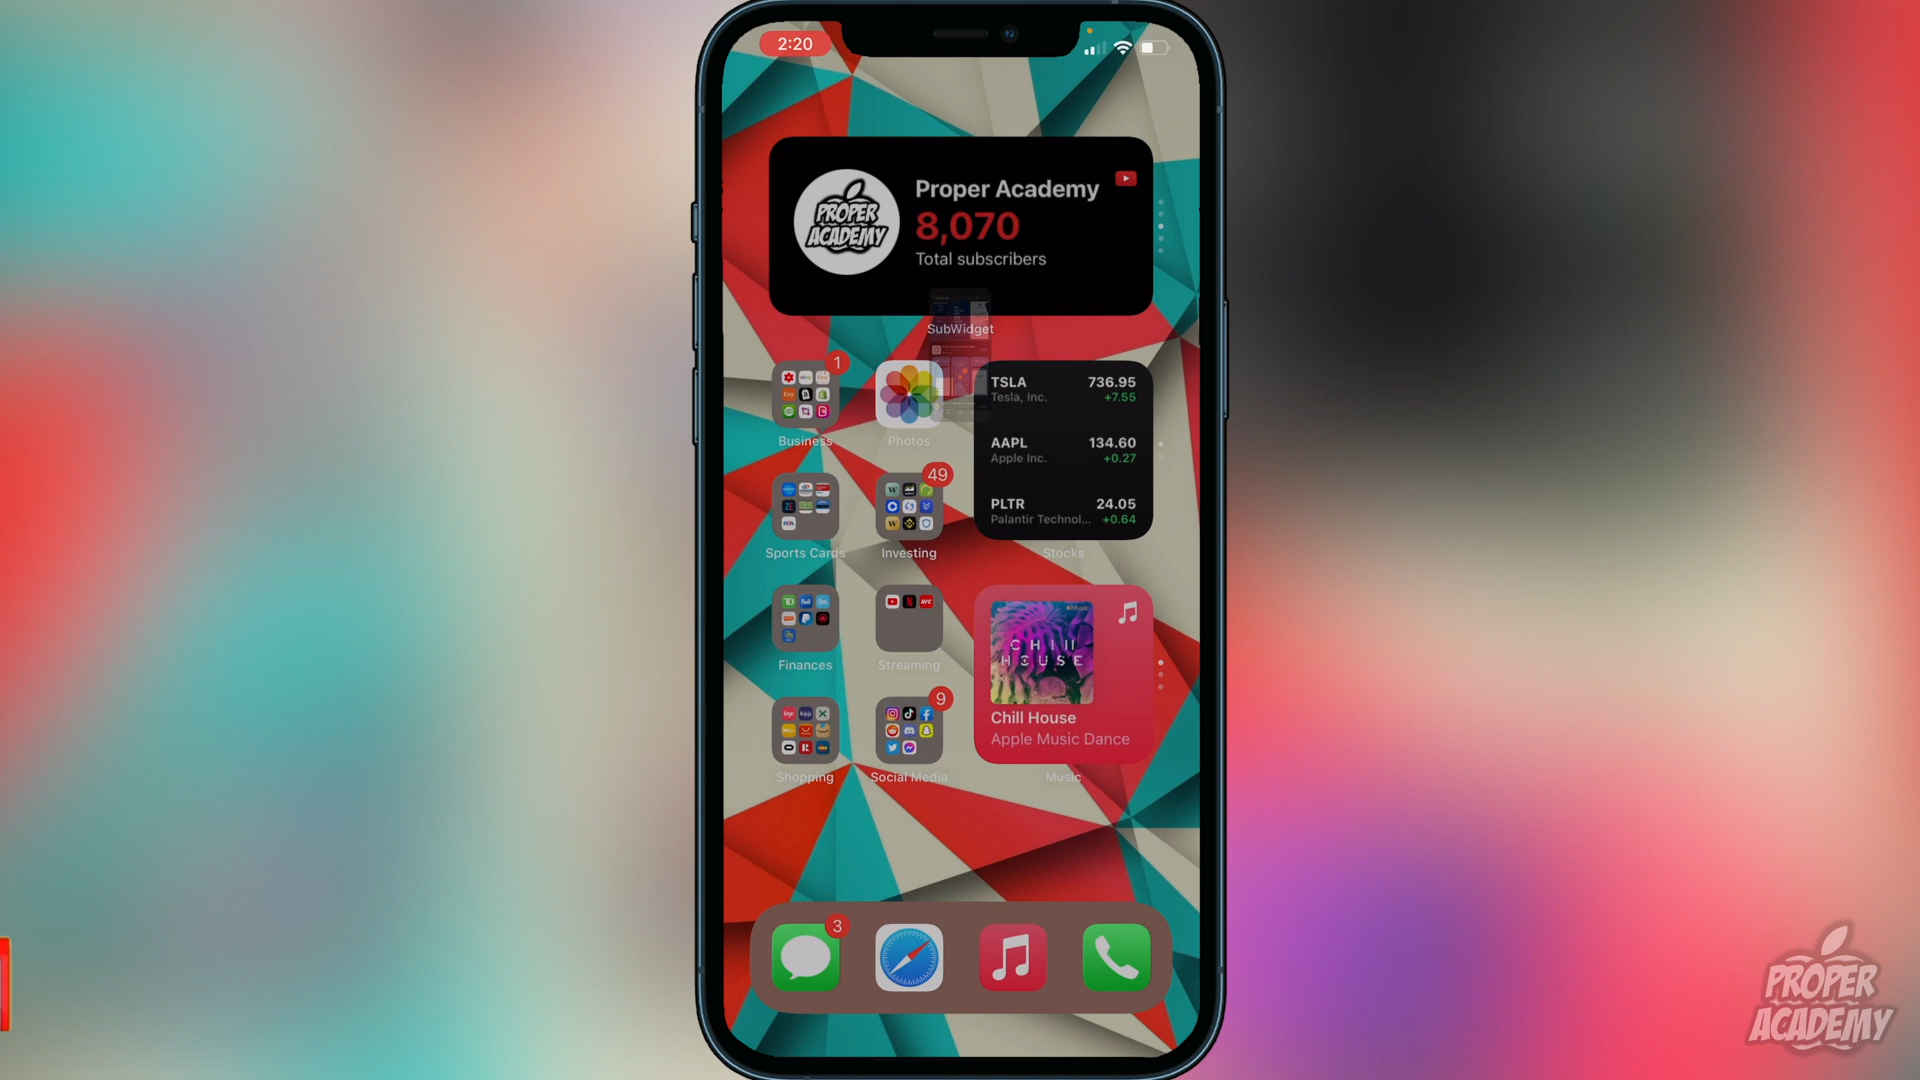 2:20
PROPER
ACADEMY
Proper Academy
8,070
Total subscribers
SubWidget
1
Business
Photos
TSLA 736.95
Tesla, Inc. +7.55
AAPL 134.60
Apple Inc. +0.27
PLTR 24.05
Palantir Technol... +0.64
Stocks
49
Sports Cards
Investing
Finances
Streaming
CHILL
HOUSE
Chill House
Apple Music Dance
Music
9
Shopping
Social Media
3
PROPER
ACADEMY